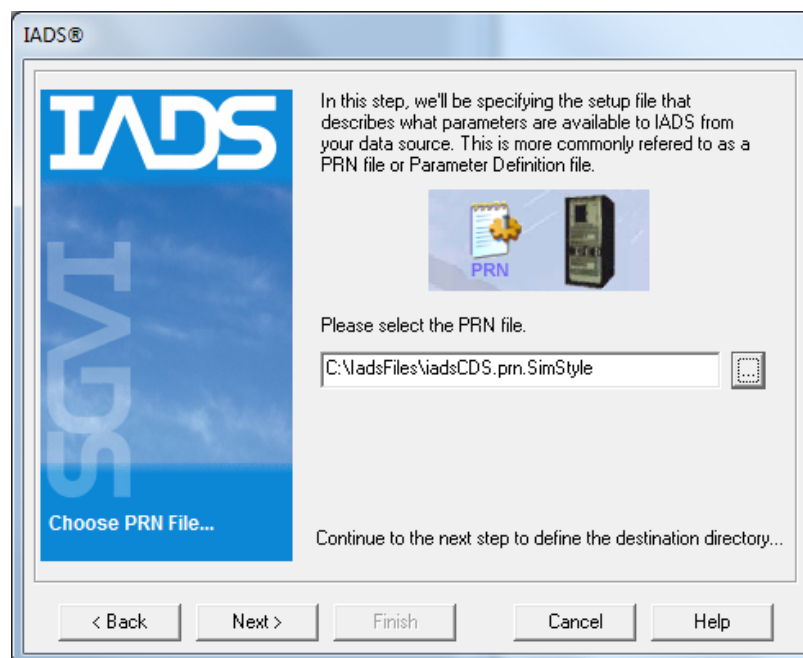 IADS®
IADS
In this step, we'll be specifying the setup file that
describes what parameters are available to IADS from
your data source. This is more commonly refered to as a
PRN file or Parameter Definition file.
PRN
Please select the PRN file.
C:\IadsFiles\iadsCDS.prn.SimStyle
...
IADS
Choose PRN File...
Continue to the next step to define the destination directory...
< Back
Next >
Finish
Cancel
Help